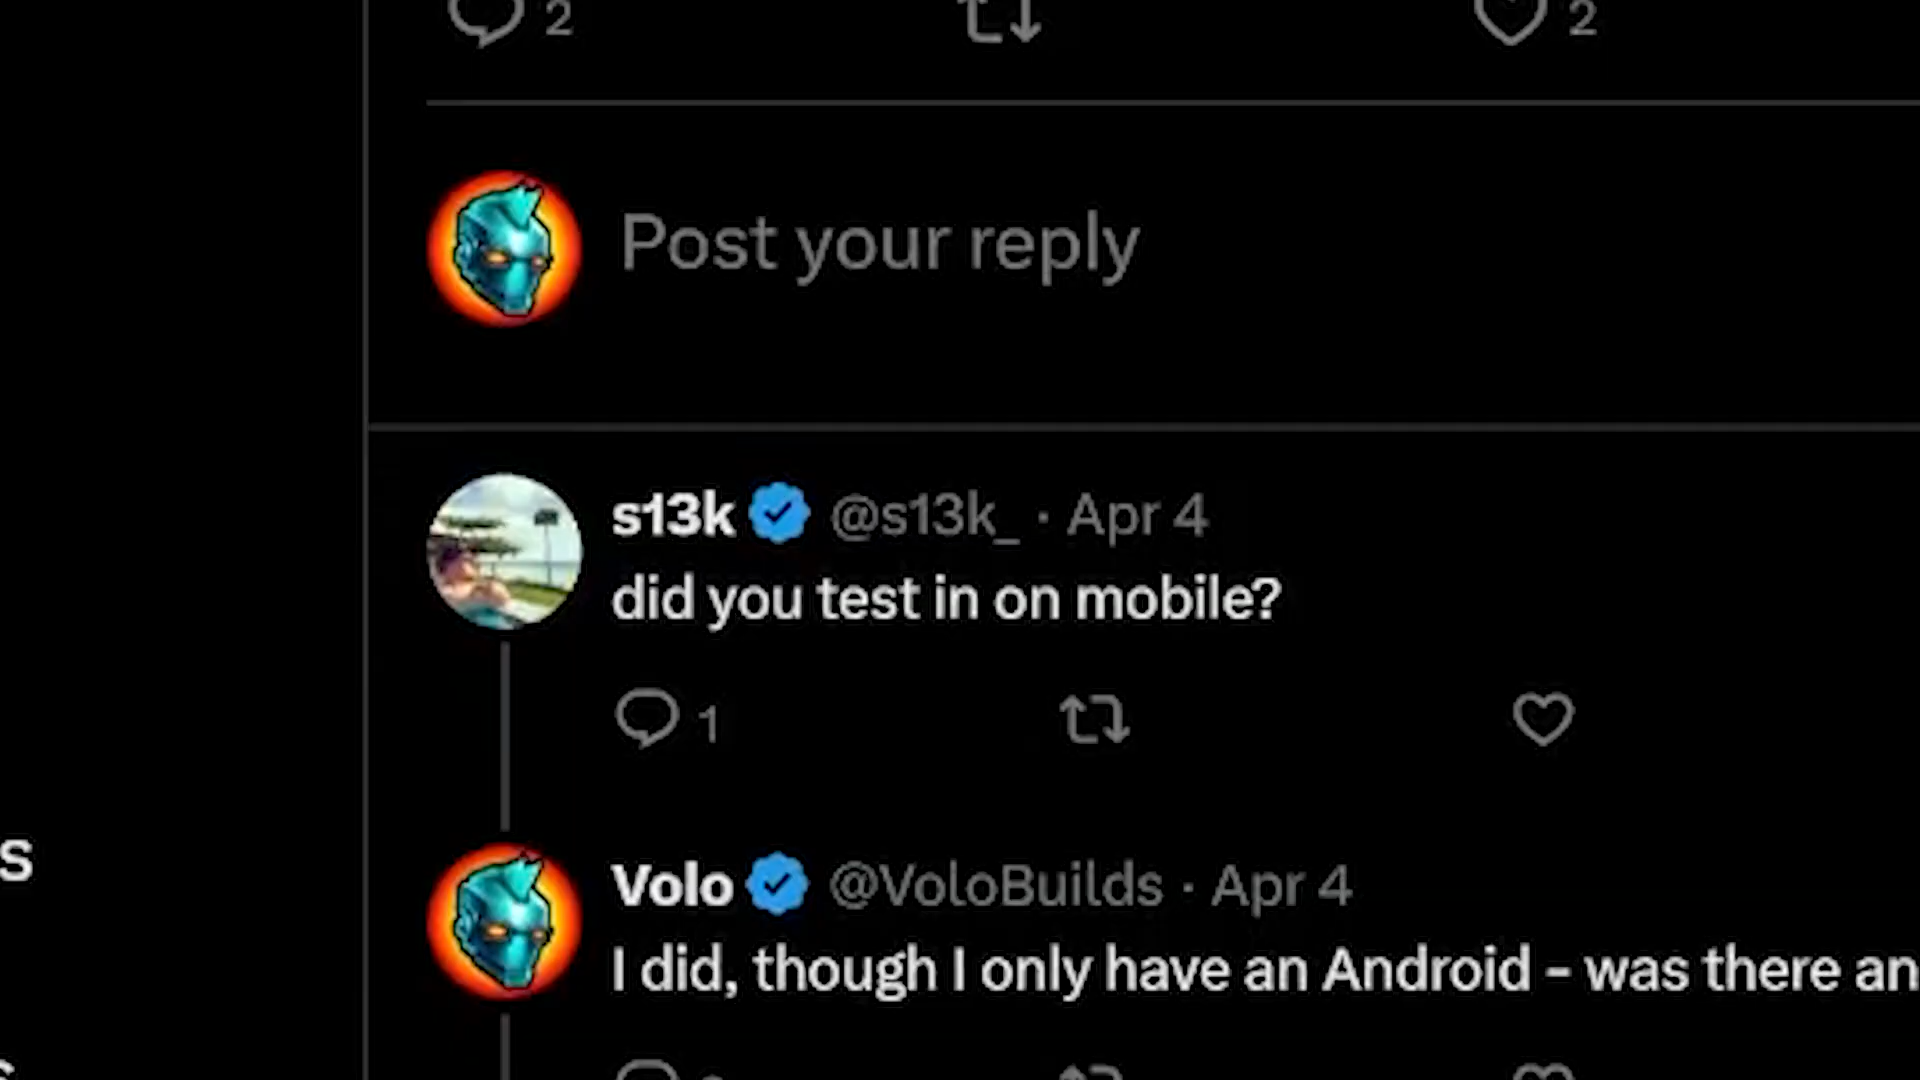 2 2
Post your reply
s13k @s13k_ · Apr 4
did you test in on mobile?
1
s
Volo @VoloBuilds · Apr 4
I did, though I only have an Android - was there an